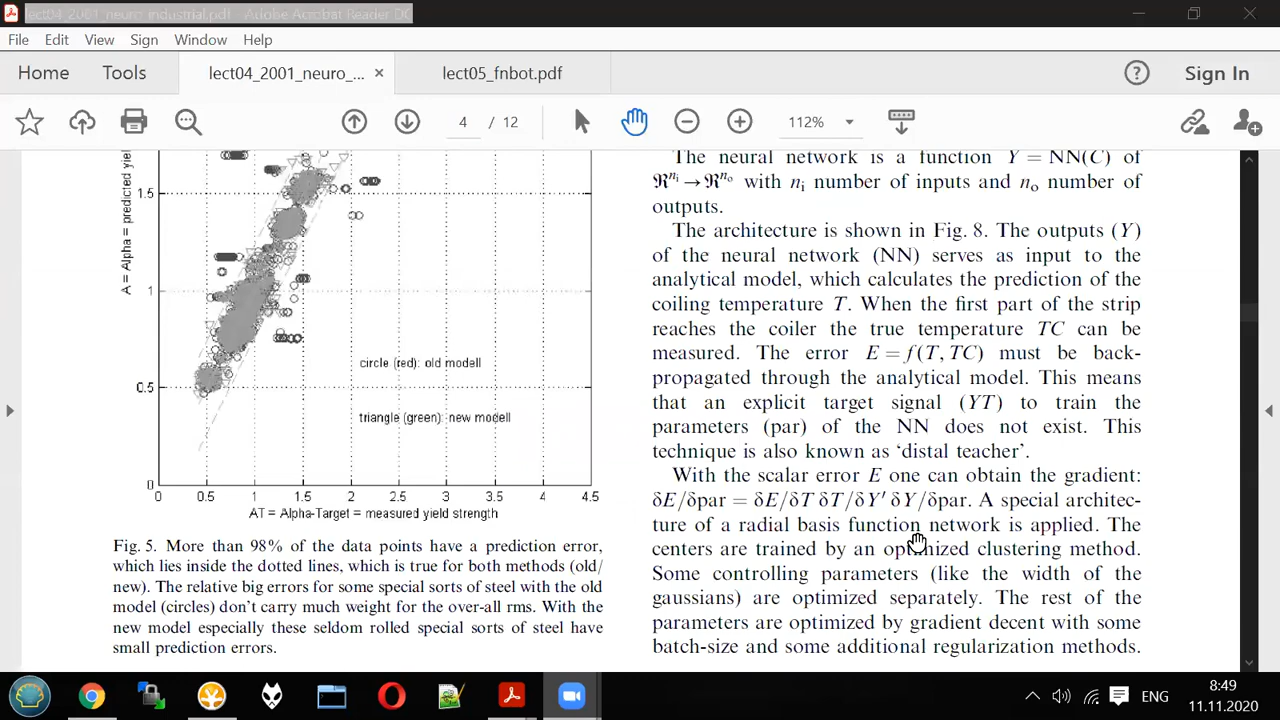 lect04_2001_neuro_industrial.pdf - Adobe Acrobat Reader DC
File Edit View Sign Window Help
Home Tools lect04_2001_neuro_... × lect05_fnbot.pdf ? Sign In
4 / 12 112%
A = Alpha = predicted yiel
1.5
1
0.5
0
circle (red): old modell
triangle (green): new modell
0 0.5 1 1.5 2 2.5 3 3.5 4 4.5
AT = Alpha-Target = measured yield strength
Fig. 5. More than 98% of the data points have a prediction error,
which lies inside the dotted lines, which is true for both methods (old/
new). The relative big errors for some special sorts of steel with the old
model (circles) don't carry much weight for the over-all rms. With the
new model especially these seldom rolled special sorts of steel have
small prediction errors.
The neural network is a function Y = NN(C) of
ℜⁿⁱ → ℜⁿᵒ with nᵢ number of inputs and nₒ number of
outputs.
The architecture is shown in Fig. 8. The outputs (Y)
of the neural network (NN) serves as input to the
analytical model, which calculates the prediction of the
coiling temperature T. When the first part of the strip
reaches the coiler the true temperature TC can be
measured. The error E = f(T, TC) must be back-
propagated through the analytical model. This means
that an explicit target signal (YT) to train the
parameters (par) of the NN does not exist. This
technique is also known as 'distal teacher'.
With the scalar error E one can obtain the gradient:
δE/δpar = δE/δT δT/δY′ δY/δpar. A special architec-
ture of a radial basis function network is applied. The
centers are trained by an optimized clustering method.
Some controlling parameters (like the width of the
gaussians) are optimized separately. The rest of the
parameters are optimized by gradient decent with some
batch-size and some additional regularization methods.
ENG
8:49
11.11.2020